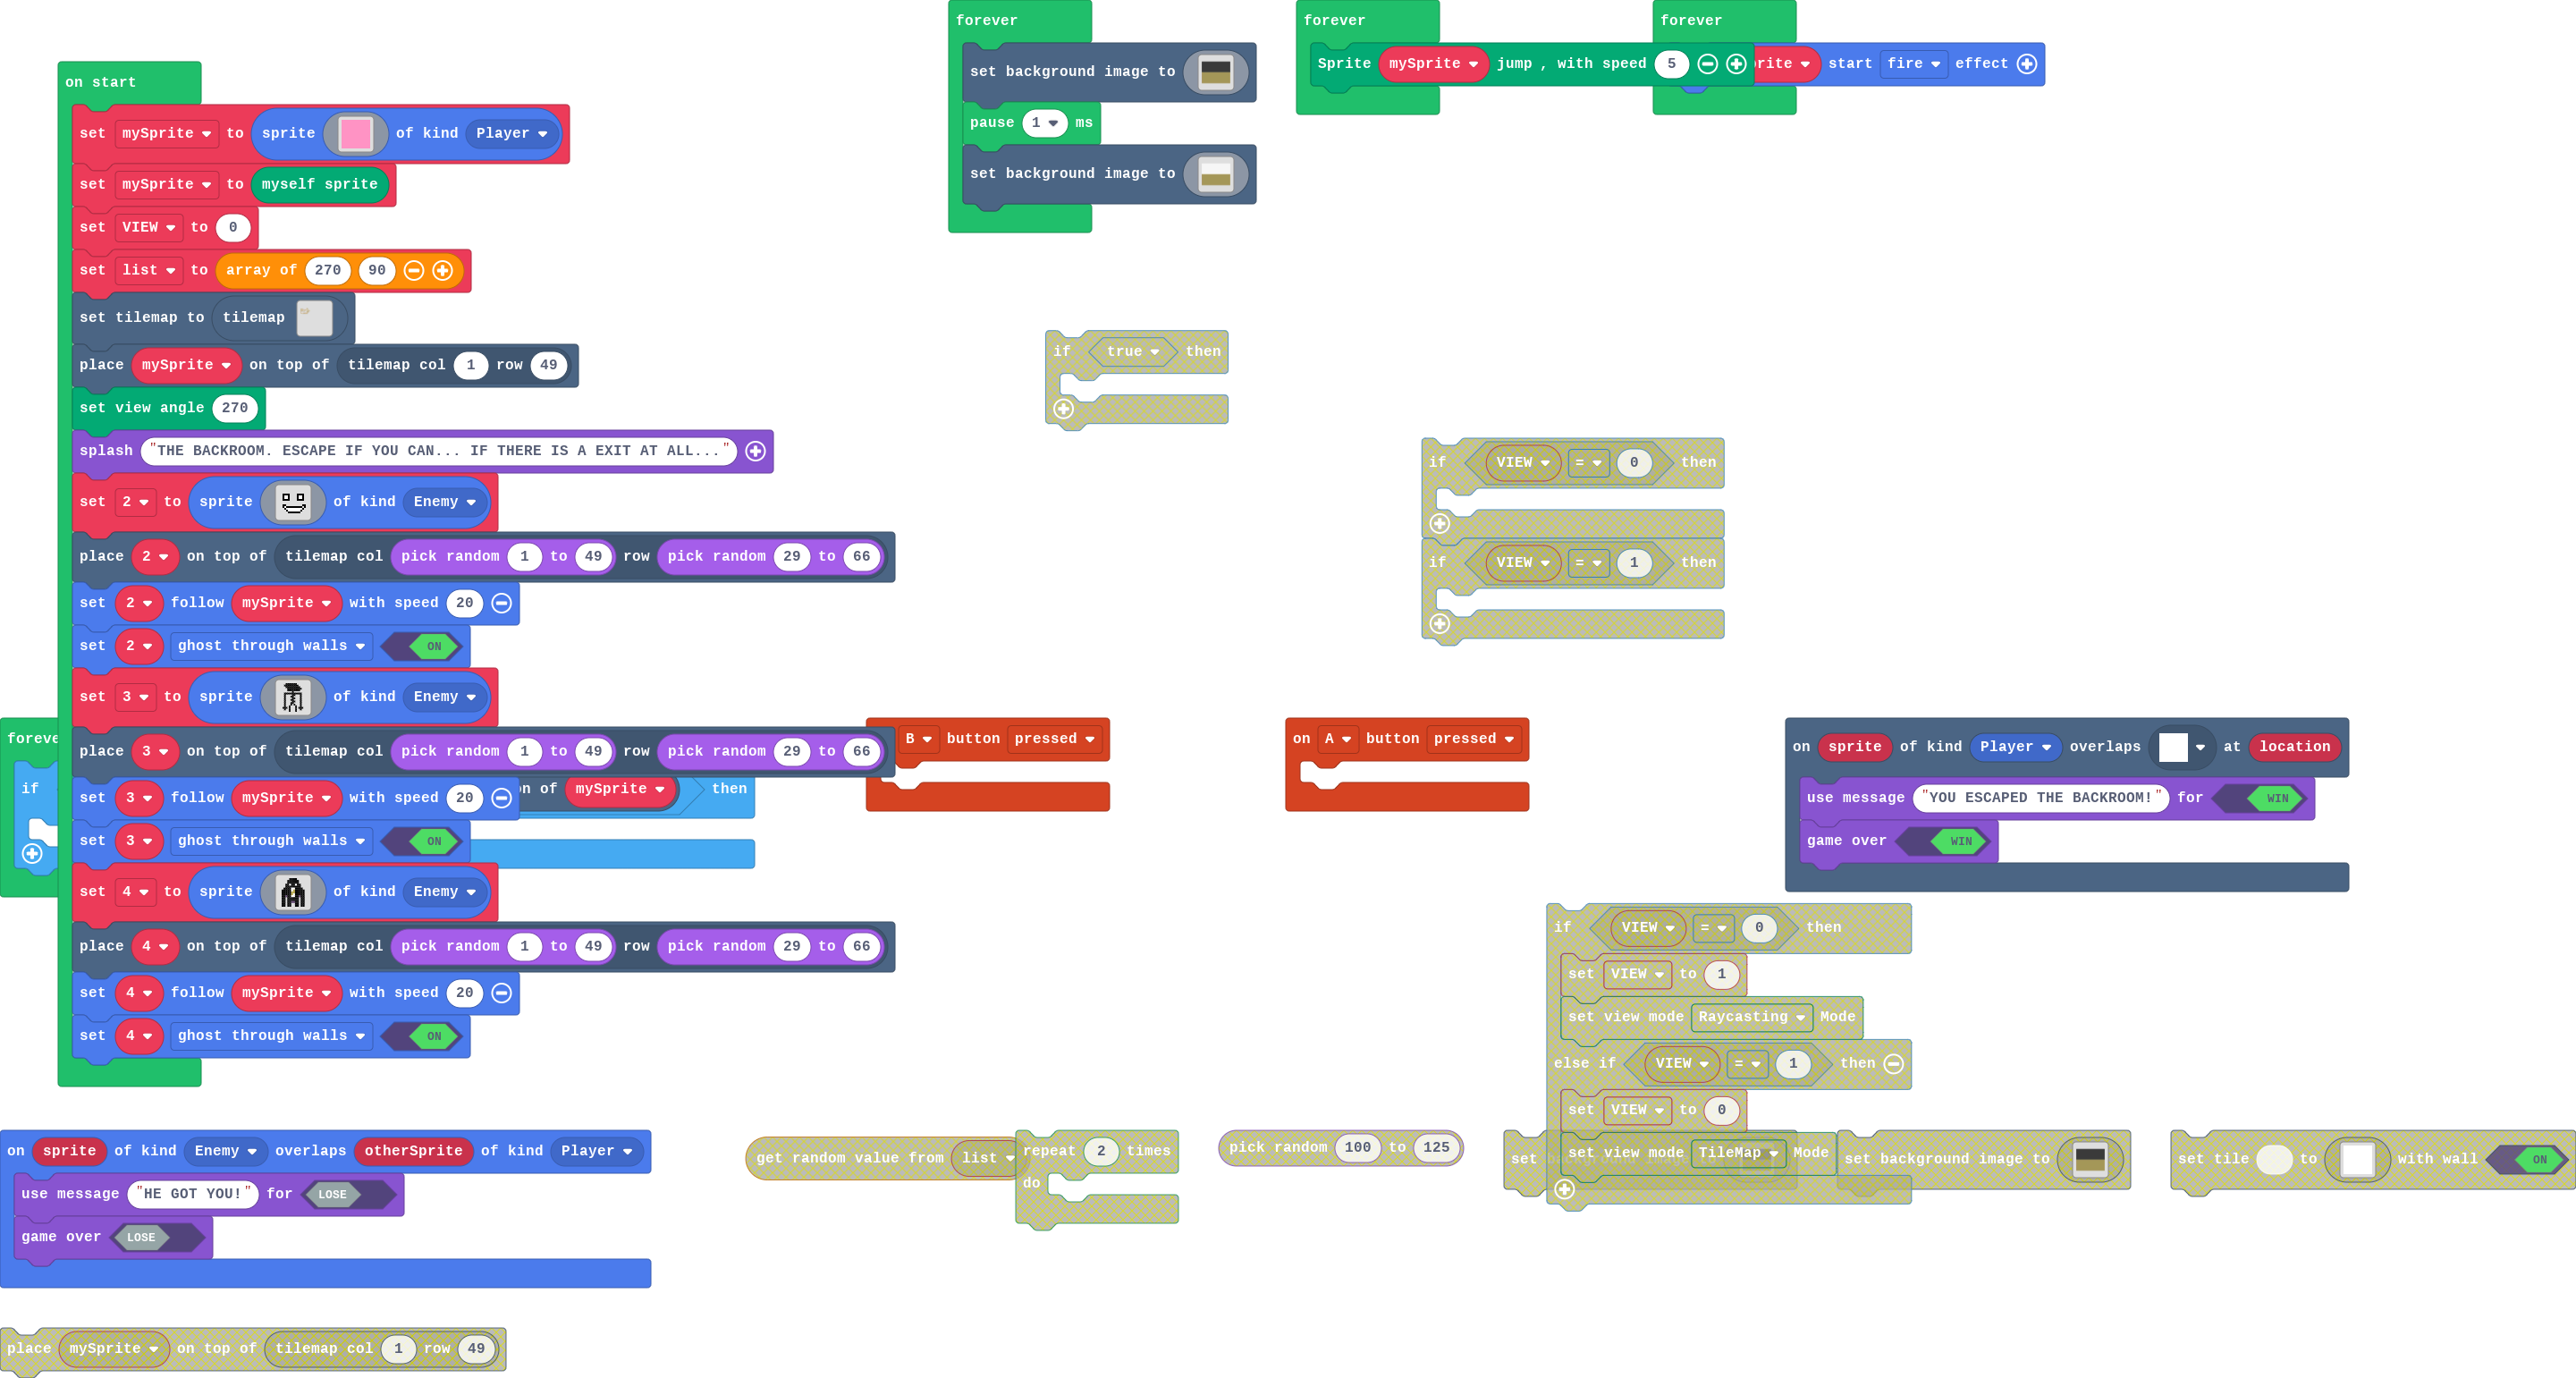 on start
set mySprite to sprite of kind Player
set mySprite to myself sprite
set VIEW to 0
set list to array of 270 90
set tilemap to tilemap
place mySprite on top of tilemap col 1 row 49
set view angle 270
splash "THE BACKROOM. ESCAPE IF YOU CAN... IF THERE IS A EXIT AT ALL..."
set 2 to sprite of kind Enemy
place 2 on top of tilemap col pick random 1 to 49 row pick random 29 to 66
set 2 follow mySprite with speed 20
set 2 ghost through walls ON
set 3 to sprite of kind Enemy
place 3 on top of tilemap col pick random 1 to 49 row pick random 29 to 66
set 3 follow mySprite with speed 20
set 3 ghost through walls ON
set 4 to sprite of kind Enemy
place 4 on top of tilemap col pick random 1 to 49 row pick random 29 to 66
set 4 follow mySprite with speed 20
set 4 ghost through walls ON
forever
set background image to
pause 1 ms
set background image to
forever
Sprite mySprite jump , with speed 5
forever
rite start fire effect
if true then
if VIEW = 0 then
if VIEW = 1 then
foreve
if of mySprite then
B button pressed
on A button pressed
on sprite of kind Player overlaps at location
use message "YOU ESCAPED THE BACKROOM!" for WIN
game over WIN
if VIEW = 0 then
set VIEW to 1
set view mode Raycasting Mode
else if VIEW = 1 then
set VIEW to 0
set view mode TileMap Mode
on sprite of kind Enemy overlaps otherSprite of kind Player
use message "HE GOT YOU!" for LOSE
game over LOSE
get random value from list
repeat 2 times
do
pick random 100 to 125
set
set background image to
set tile to with wall ON
place mySprite on top of tilemap col 1 row 49